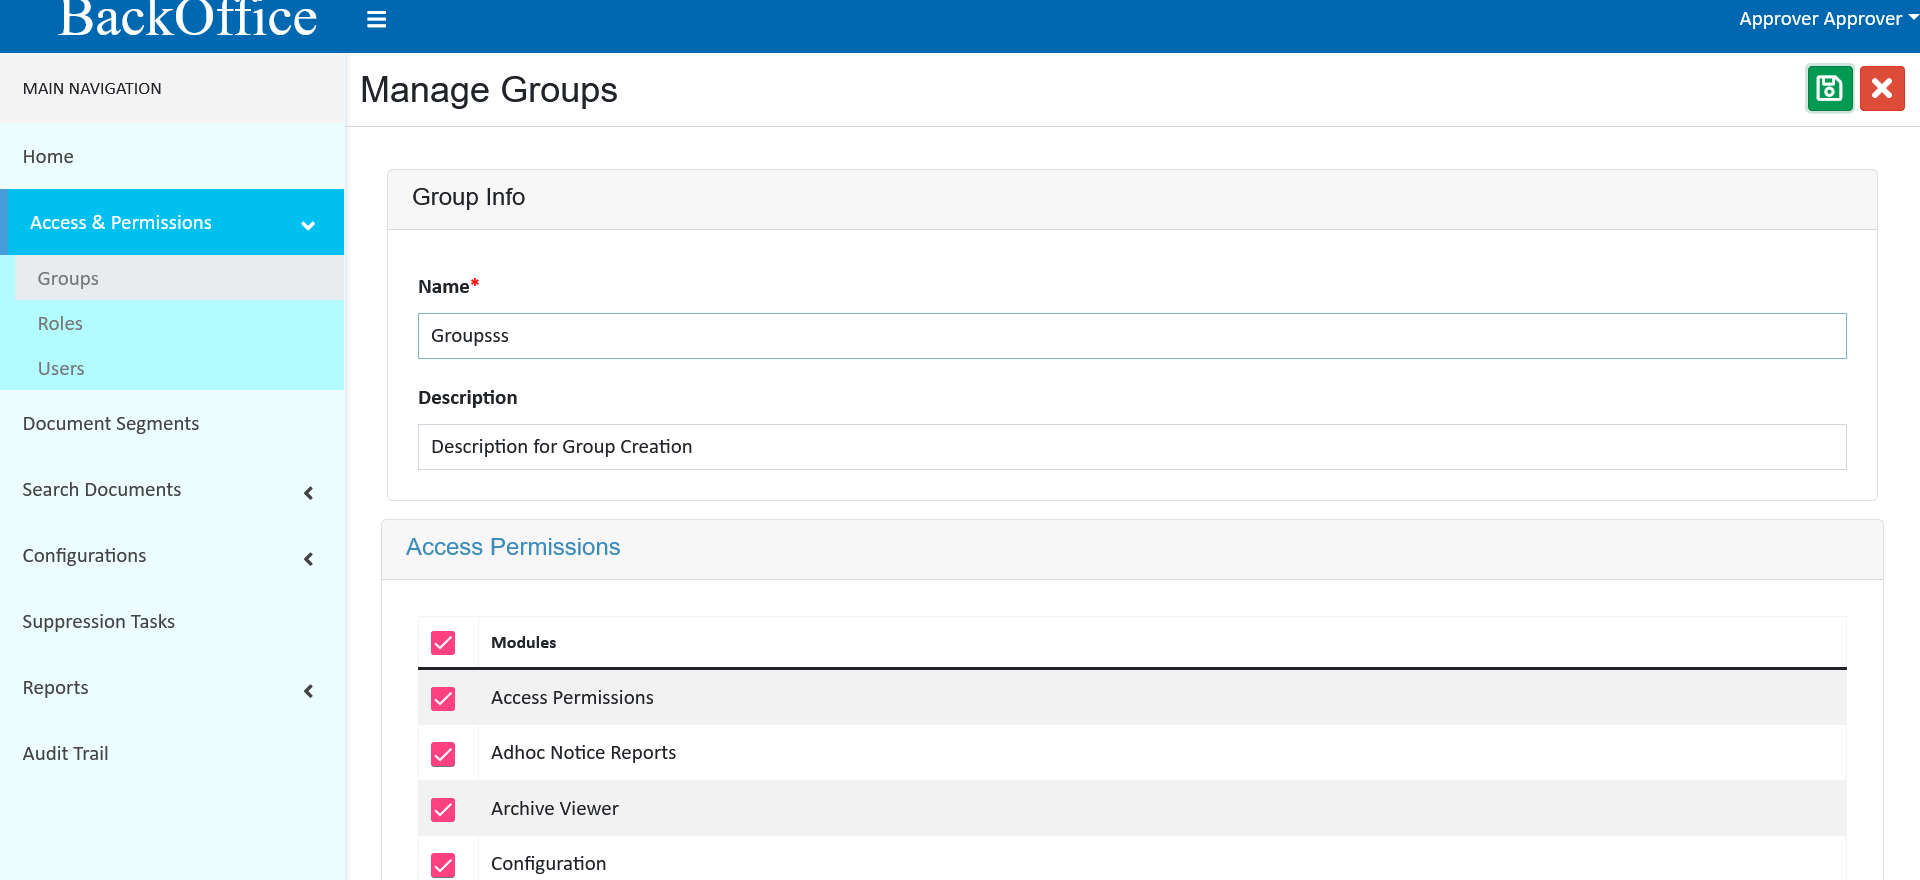 BackOffice
Approver Approver
MAIN NAVIGATION
Home
Access & Permissions
Groups
Roles
Users
Document Segments
Search Documents
Configurations
Suppression Tasks
Reports
Audit Trail
Manage Groups
Group Info
Name*
Groupsss
Description
Description for Group Creation
Access Permissions
Modules
Access Permissions
Adhoc Notice Reports
Archive Viewer
Configuration